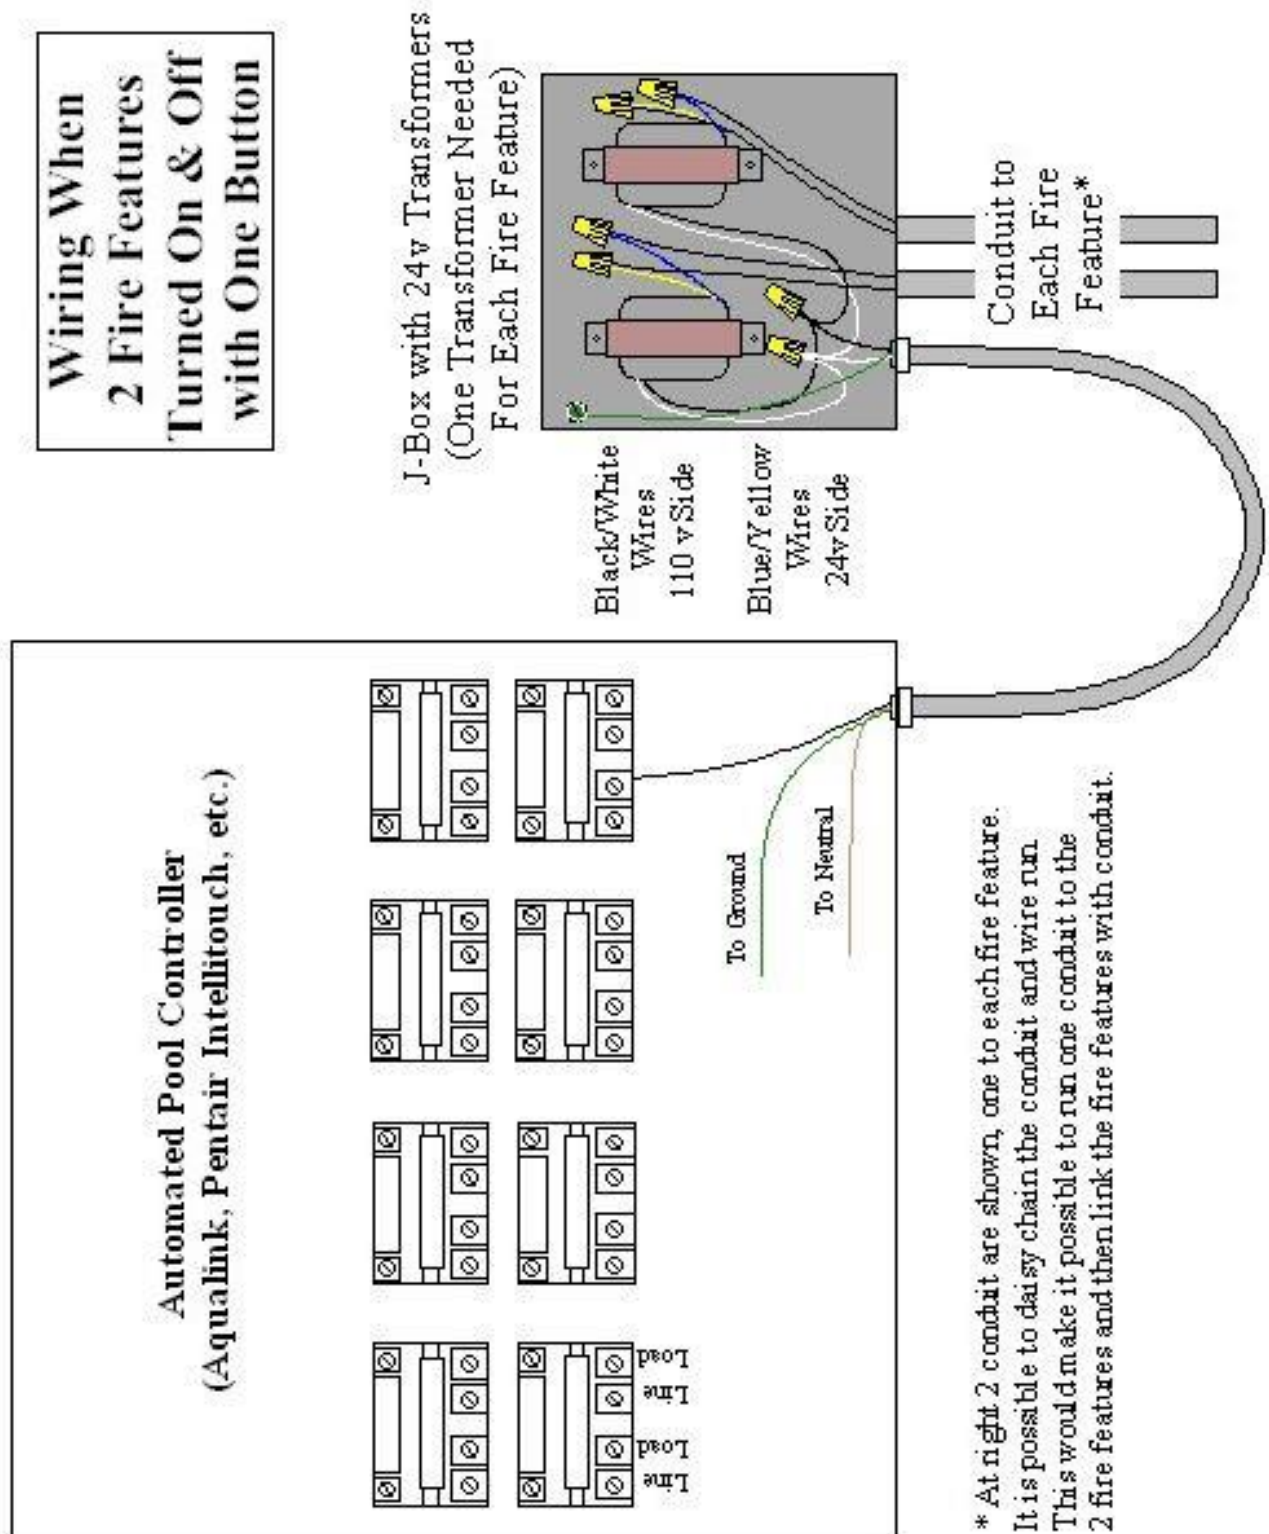 Wiring When
2 Fire Features
Turned On & Off
with One Button
Automated Pool Controller
(Aqualink, Pentair Intellitouch, etc.)
J-Box with 24v Transformers
(One Transformer Needed
For Each Fire Feature)
Black/White
Wires
110 v Side
Blue/Yellow
Wires
24v Side
Line
Load
Line
Load
To Ground
To Neutral
Conduit to
Each Fire
Feature*
* At right 2 conduit are shown, one to each fire feature.
It is possible to daisy chain the conduit and wire run.
This would make it possible to run one conduit to the
2 fire features and then link the fire features with conduit.